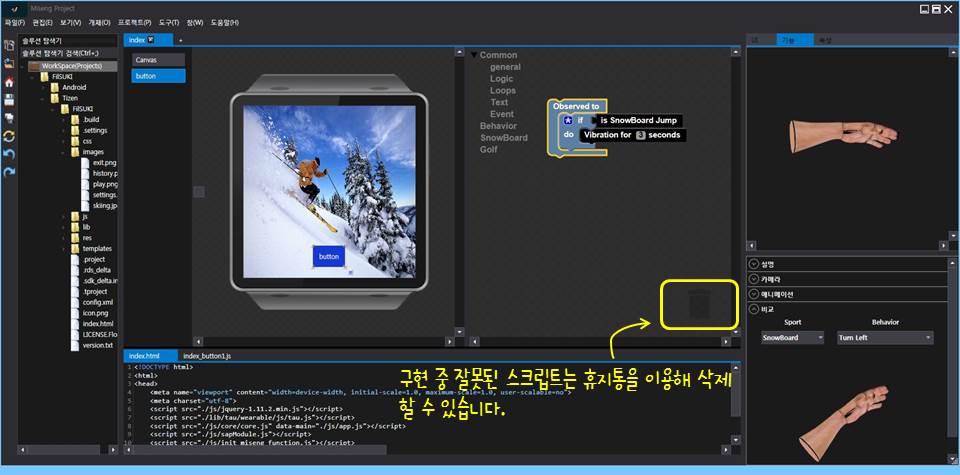 Miseng Project
파일(F) 편집(E) 보기(V) 개체(O) 프로젝트(P) 도구(T) 창(W) 도움말(H)
솔루션 탐색기
솔루션 탐색기 검색(Ctrl+;)
WorkSpace(Projects)
FilSUKI
Android
Tizen
FilSUKI
.build
.settings
css
images
exit.png
history.p
play.png
settings.
skiing.jp
js
lib
res
templates
.project
.rds_delta
.sdk_delta.in
.tproject
config.xml
icon.png
index.html
LICENSE.Flo
version.txt
index
+
Canvas
button
button
Common
general
Logic
Loops
Text
Event
Behavior
SnowBoard
Golf
Observed to
if is SnowBoard Jump
do Vibration for 3 seconds
UI 기능 속성
설명
카메라
애니메이션
비교
Sport Behavior
SnowBoard Turn Left
구현 중 잘못된 스크립트는 휴지통을 이용해 삭제
할 수 있습니다.
index.html index_button1.js
1 <!DOCTYPE html>
2 <html>
3 <head>
4 <meta name="viewport" content="width=device-width, initial-scale=1.0, maximum-scale=1.0, user-scalable=no">
5 <meta charset="utf-8">
6 <script src="./js/jquery-1.11.2.min.js"></script>
7 <script src="./lib/tau/wearable/js/tau.js"></script>
8 <script src="./js/core/core.js" data-main="./js/app.js"></script>
9 <script src="./js/sapModule.js"></script>
10 <script src="./js/init_miseng_function.js"></script>